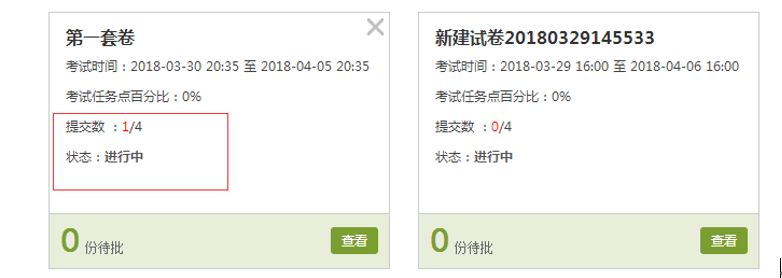 第一套卷
考试时间：2018-03-30 20:35 至 2018-04-05 20:35
考试任务点百分比：0%
提交数 ：1/4
状态：进行中
0 份待批
查看
新建试卷20180329145533
考试时间：2018-03-29 16:00 至 2018-04-06 16:00
考试任务点百分比：0%
提交数 ：0/4
状态：进行中
0 份待批
查看